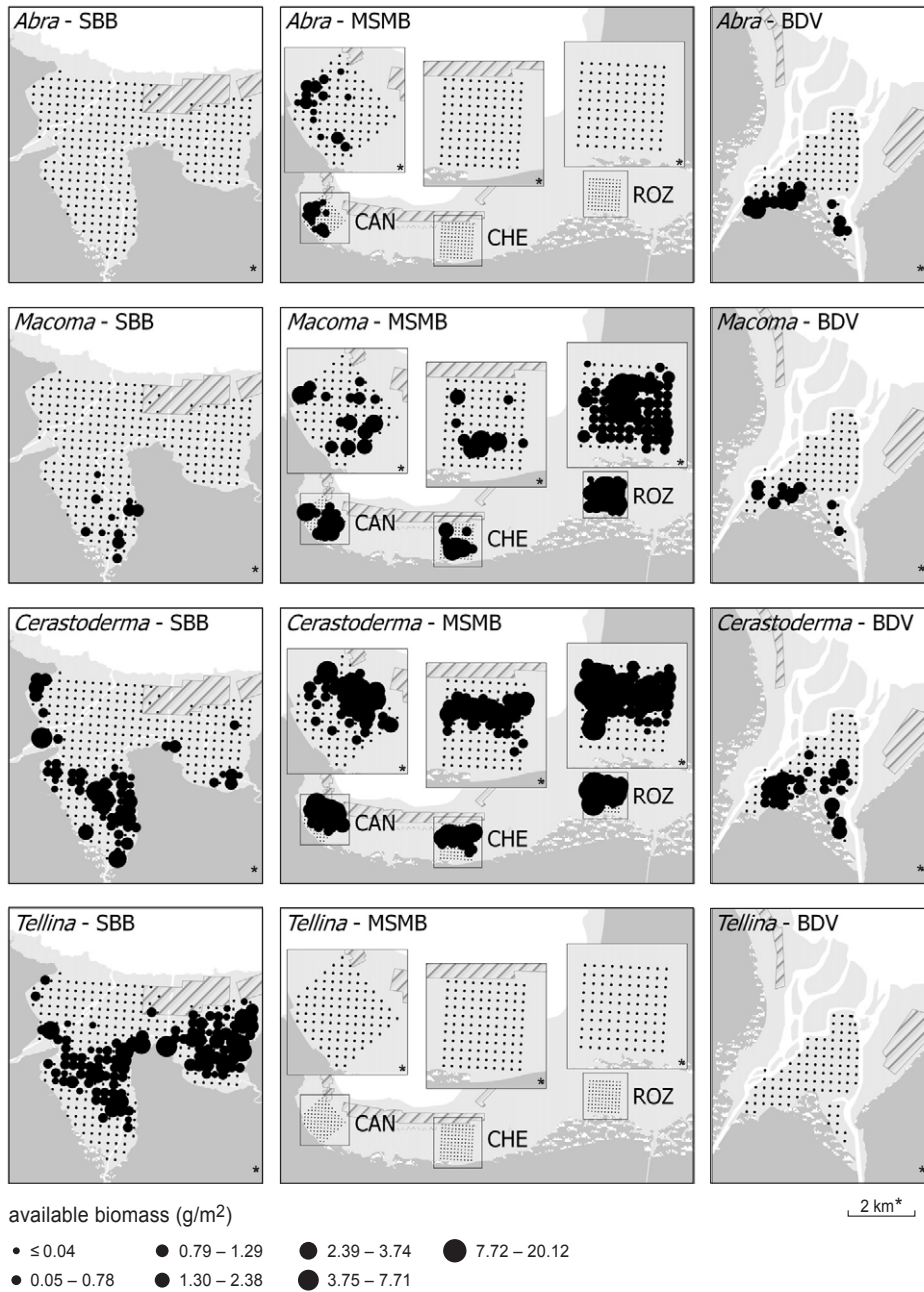 Abra - SBB
*
Abra - MSMB
*
*
*
CAN
CHE
ROZ
Abra - BDV
*
Macoma - SBB
*
Macoma - MSMB
*
*
*
CAN
CHE
ROZ
Macoma - BDV
*
Cerastoderma - SBB
*
Cerastoderma - MSMB
*
*
*
CAN
CHE
ROZ
Cerastoderma - BDV
*
Tellina - SBB
*
Tellina - MSMB
*
*
*
CAN
CHE
ROZ
Tellina - BDV
*
available biomass (g/m²)
2 km*
≤ 0.04
0.79 – 1.29
2.39 – 3.74
7.72 – 20.12
0.05 – 0.78
1.30 – 2.38
3.75 – 7.71